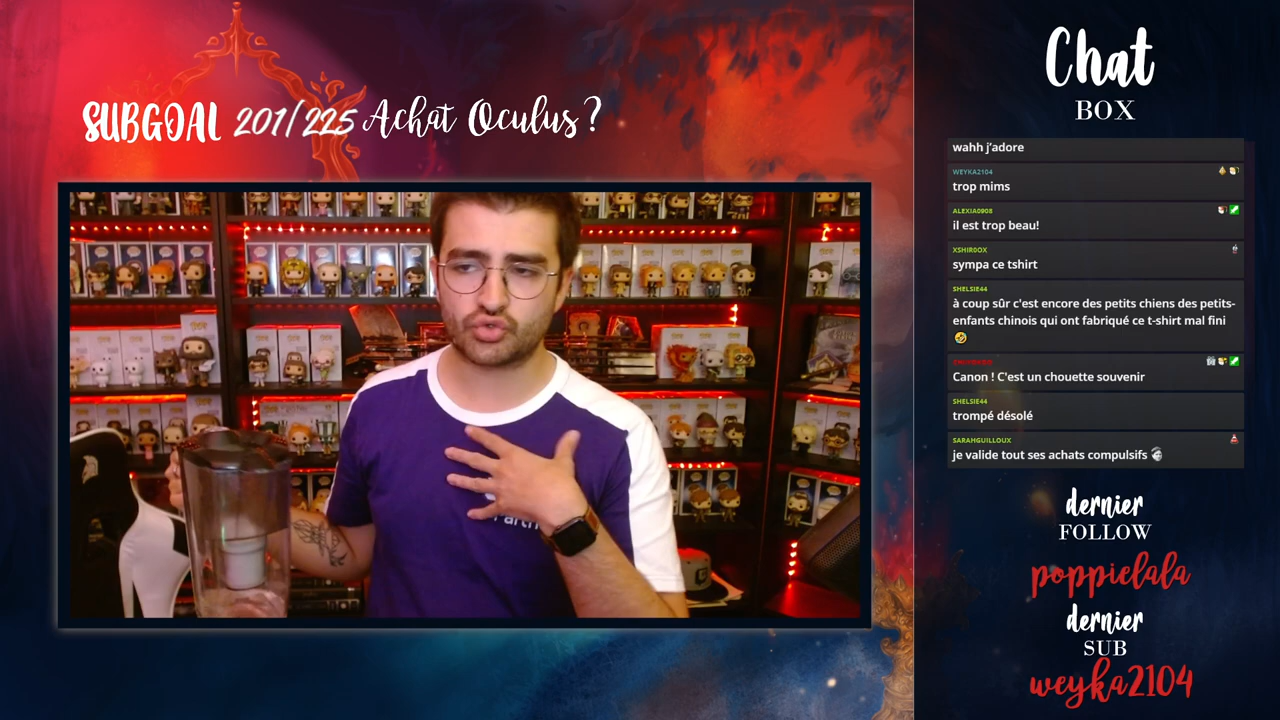 SUBGOAL 201/225 Achat Oculus?
Chat
BOX
wahh j'adore
WEYKA2104
trop mims
ALEXIA0908
il est trop beau!
XSHIROOX
sympa ce tshirt
SHELSIE44
à coup sûr c'est encore des petits chiens des petits-
enfants chinois qui ont fabriqué ce t-shirt mal fini
Canon ! C'est un chouette souvenir
SHELSIE44
trompé désolé
SARAHGUILLOUX
je valide tout ses achats compulsifs
dernier
FOLLOW
poppielala
dernier
SUB
weyka2104